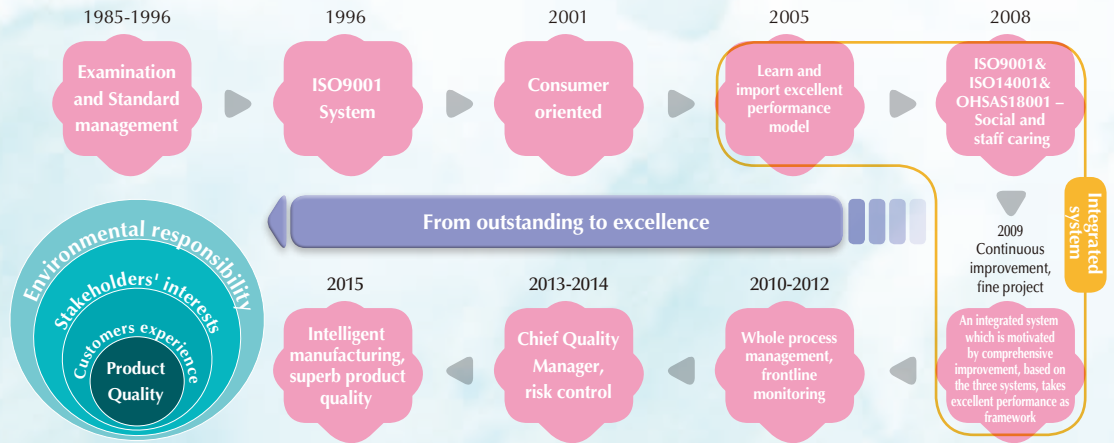 1985-1996
Examination
and Standard
management
1996
ISO9001
System
2001
Consumer
oriented
2005
Learn and
import excellent
performance
model
2008
ISO9001&
ISO14001&
OHSAS18001 –
Social and
staff caring
Integrated
system
From outstanding to excellence
2009
Continuous
improvement,
fine project
An integrated system
which is motivated
by comprehensive
improvement, based on
the three systems, takes
excellent performance as
framework
2010-2012
Whole process
management,
frontline
monitoring
2013-2014
Chief Quality
Manager,
risk control
2015
Intelligent
manufacturing,
superb product
quality
Environmental responsibility
Stakeholders' interests
Customers experience
Product
Quality